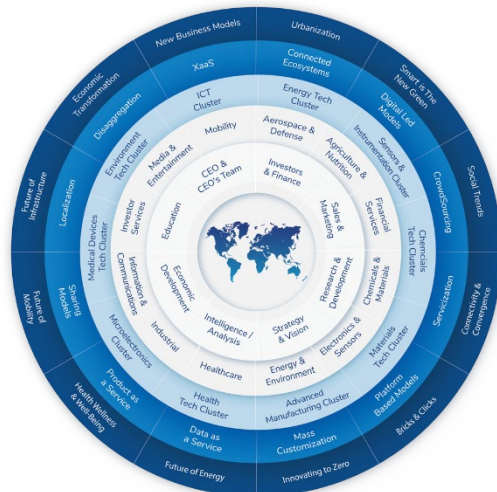 New Business Models
Urbanization
Smart is The
New Green
Social Trends
Connectivity &
Convergence
Bricks & Clicks
Innovating to Zero
Future of Energy
Health Wellness
& Well-Being
Future of
Mobility
Future of
Infrastructure
Economic
Transformation
XaaS
Connected
Ecosystems
Digital Led
Models
CrowdSourcing
Servicization
Platform
Based Models
Mass
Customization
Data as
a Service
Product as
a Service
Sharing
Models
Localization
Disaggregation
ICT
Cluster
Energy Tech
Cluster
Sensors &
Instrumentation Cluster
Chemcials
Tech Cluster
Materials
Tech Cluster
Advanced
Manufacturing Cluster
Health
Tech Cluster
Microelectronics
Cluster
Medical Devices
Tech Cluster
Environment
Tech Cluster
Mobility
Aerospace &
Defense
Agriculture &
Nutrition
Financial
Services
Chemicals &
Materials
Electronics &
Sensors
Energy &
Environment
Healthcare
Industrial
Information &
Communications
Investor
Services
Media &
Entertainment
CEO &
CEO's Team
Investors
& Finance
Sales &
Marketing
Research &
Development
Strategy
& Vision
Intelligence /
Analysis
Economic
Development
Education